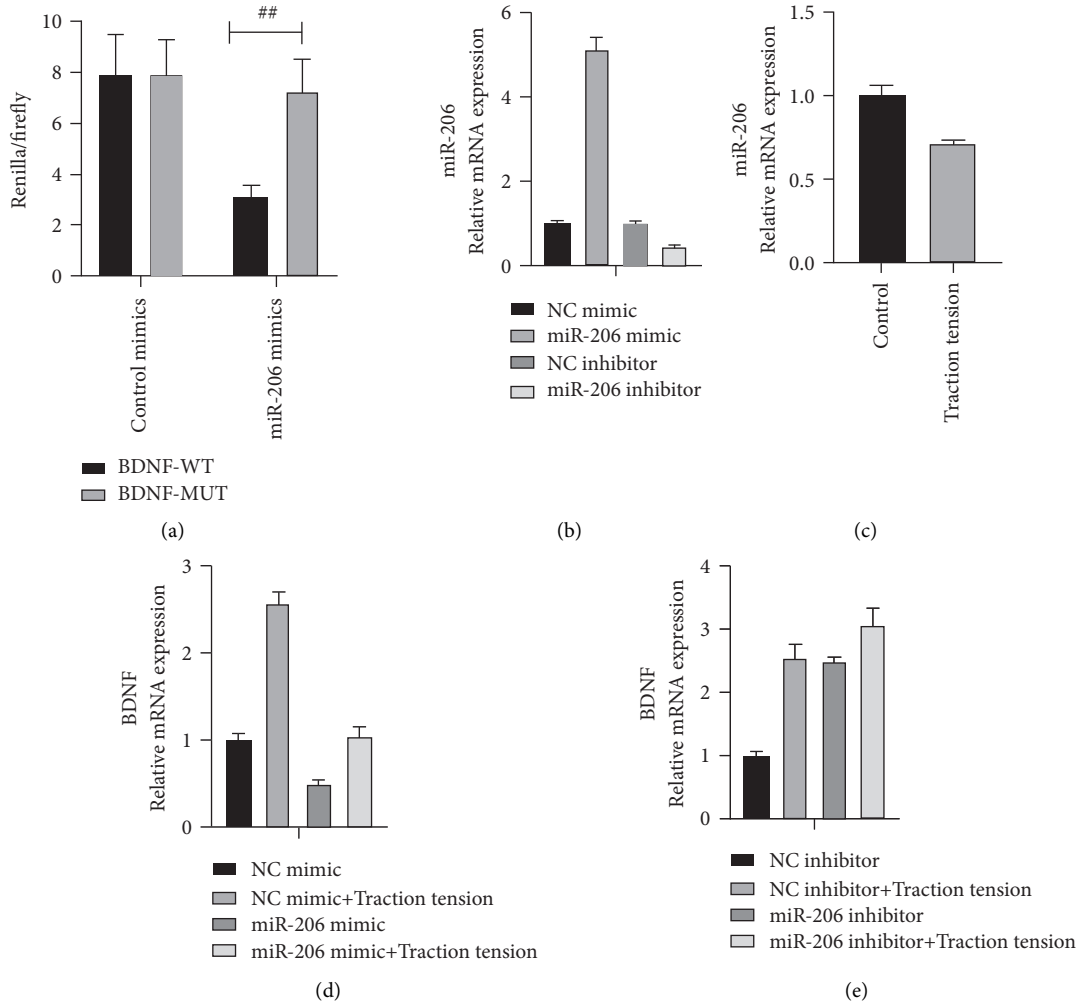 ##
Renilla/firefly
10
8
6
4
2
0
Control mimics
miR-206 mimics
BDNF-WT
BDNF-MUT
(a)
miR-206
Relative mRNA expression
6
4
2
0
NC mimic
miR-206 mimic
NC inhibitor
miR-206 inhibitor
(b)
miR-206
Relative mRNA expression
1.5
1.0
0.5
0.0
Control
Traction tension
(c)
BDNF
Relative mRNA expression
3
2
1
0
NC mimic
NC mimic+Traction tension
miR-206 mimic
miR-206 mimic+Traction tension
(d)
BDNF
Relative mRNA expression
4
3
2
1
0
NC inhibitor
NC inhibitor+Traction tension
miR-206 inhibitor
miR-206 inhibitor+Traction tension
(e)